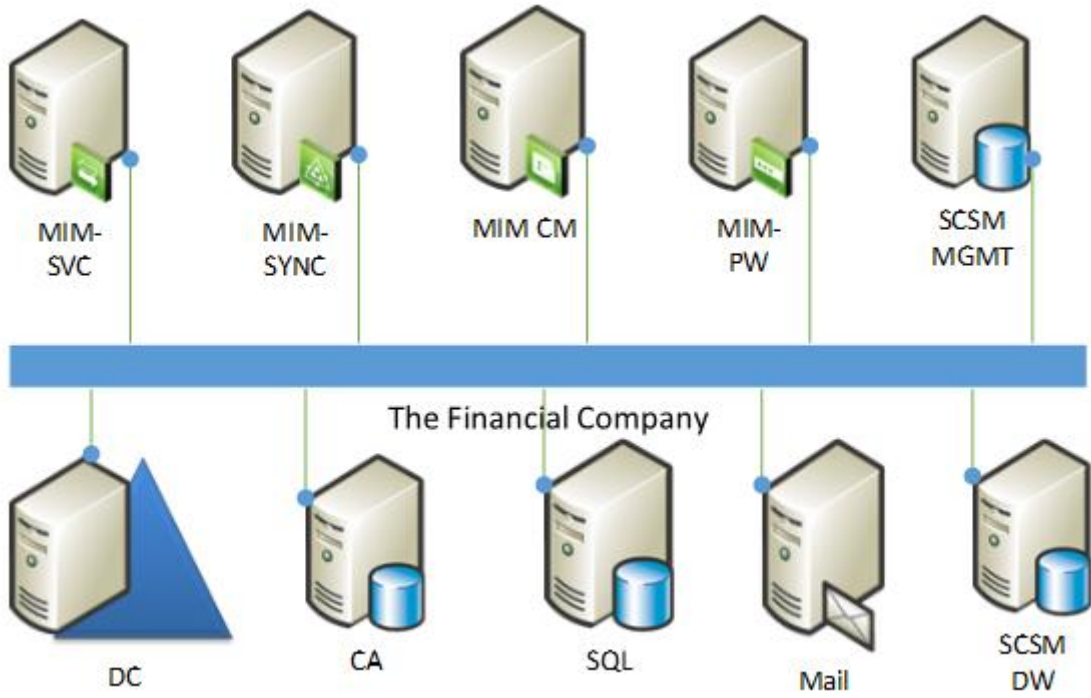 MIM-
SVC
MIM-
SYNC
MIM CM
MIM-
PW
SCSM
MGMT
The Financial Company
DC
CA
SQL
Mail
SCSM
DW